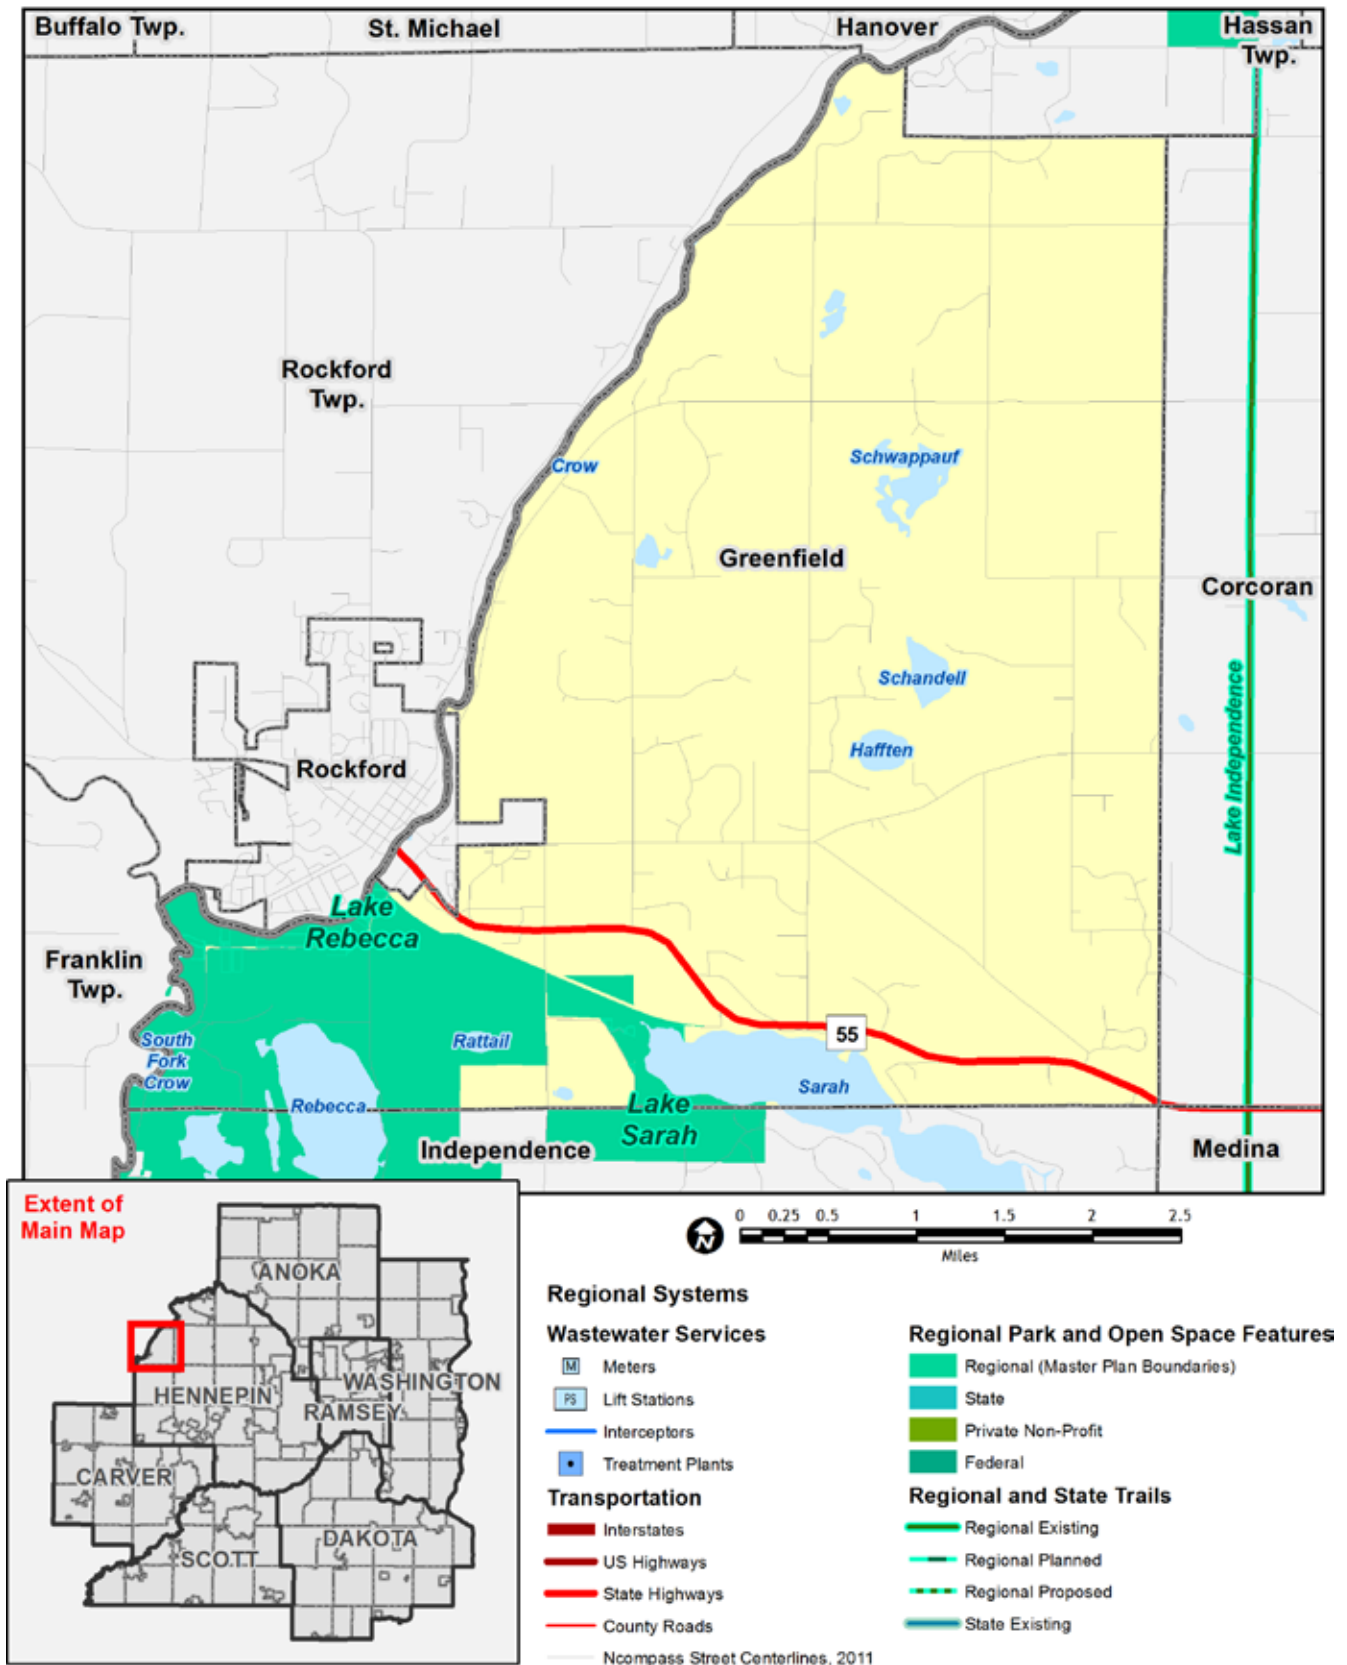 Buffalo Twp.
St. Michael
Hanover
Hassan
Twp.
Rockford
Twp.
Crow
Schwappauf
Greenfield
Corcoran
Schandell
Lake Independence
Hafften
Rockford
Lake
Rebecca
Franklin
Twp.
South
Fork
Crow
Rattail
55
Sarah
Rebecca
Lake
Sarah
Independence
Medina
Extent of
Main Map
ANOKA
HENNEPIN
WASHINGTON
RAMSEY
CARVER
DAKOTA
SCOTT
N
0 0.25 0.5 1 1.5 2 2.5
Miles
Regional Systems
Wastewater Services
M Meters
PS Lift Stations
Interceptors
Treatment Plants
Transportation
Interstates
US Highways
State Highways
County Roads
Ncompass Street Centerlines, 2011
Regional Park and Open Space Features
Regional (Master Plan Boundaries)
State
Private Non-Profit
Federal
Regional and State Trails
Regional Existing
Regional Planned
Regional Proposed
State Existing